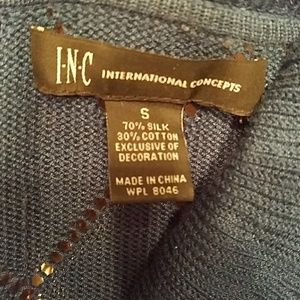 I·N·C INTERNATIONAL CONCEPTS
S
70% SILK
30% COTTON
EXCLUSIVE OF
DECORATION
MADE IN CHINA
WPL 8046